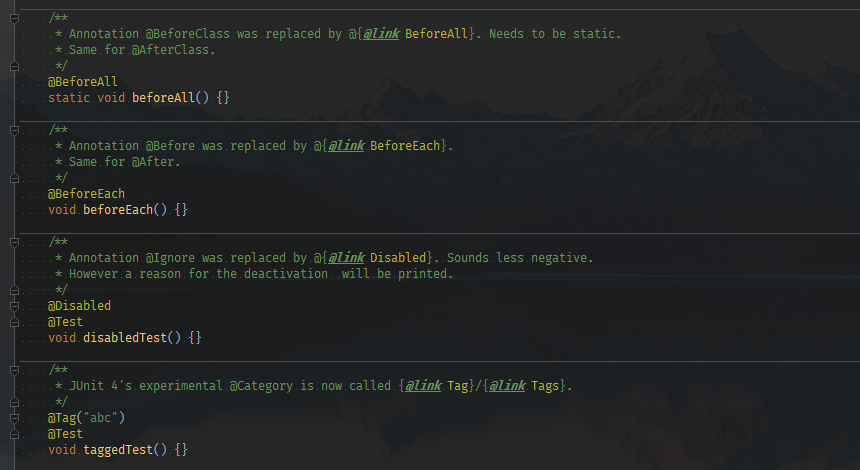 /**
* Annotation @BeforeClass was replaced by @{@link BeforeAll}. Needs to be static.
* Same for @AfterClass.
*/
@BeforeAll
static void beforeAll() {}
/**
* Annotation @Before was replaced by @{@link BeforeEach}.
* Same for @After.
*/
@BeforeEach
void beforeEach() {}
/**
* Annotation @Ignore was replaced by @{@link Disabled}. Sounds less negative.
* However a reason for the deactivation  will be printed.
*/
@Disabled
@Test
void disabledTest() {}
/**
* JUnit 4's experimental @Category is now called {@link Tag}/{@link Tags}.
*/
@Tag("abc")
@Test
void taggedTest() {}